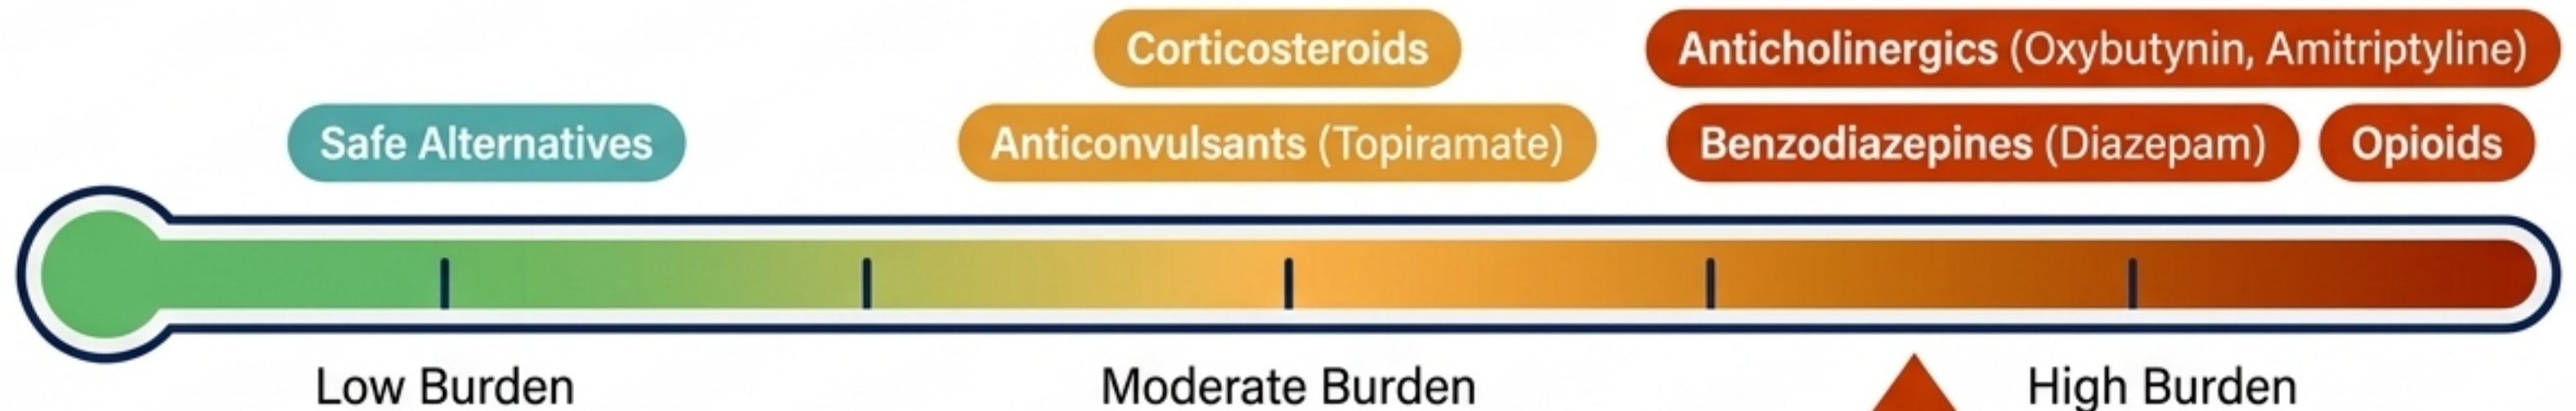 Corticosteroids
Anticholinergics (Oxybutynin, Amitriptyline)
Safe Alternatives
Anticonvulsants (Topiramate)
Benzodiazepines (Diazepam)
Opioids
Low Burden
Moderate Burden
High Burden